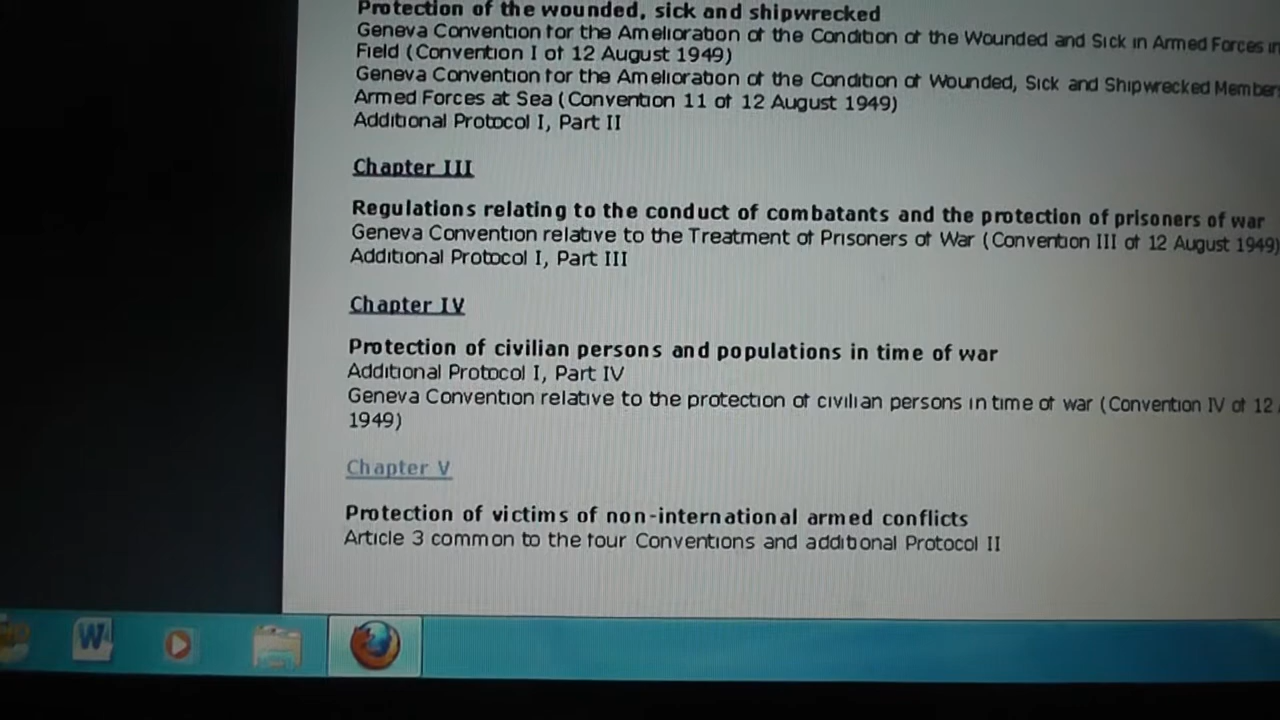 Protection of the wounded, sick and shipwrecked
Geneva Convention for the Amelioration of the Condition of the Wounded and Sick in Armed Forces in
Field (Convention I of 12 August 1949)
Geneva Convention for the Amelioration of the Condition of Wounded, Sick and Shipwrecked Member
Armed Forces at Sea (Convention 11 of 12 August 1949)
Additional Protocol I, Part II
Chapter III
Regulations relating to the conduct of combatants and the protection of prisoners of war
Geneva Convention relative to the Treatment of Prisoners of War (Convention III of 12 August 1949)
Additional Protocol I, Part III
Chapter IV
Protection of civilian persons and populations in time of war
Additional Protocol I, Part IV
Geneva Convention relative to the protection of civilian persons in time of war (Convention IV of 12
1949)
Chapter V
Protection of victims of non-international armed conflicts
Article 3 common to the four Conventions and additional Protocol II
W